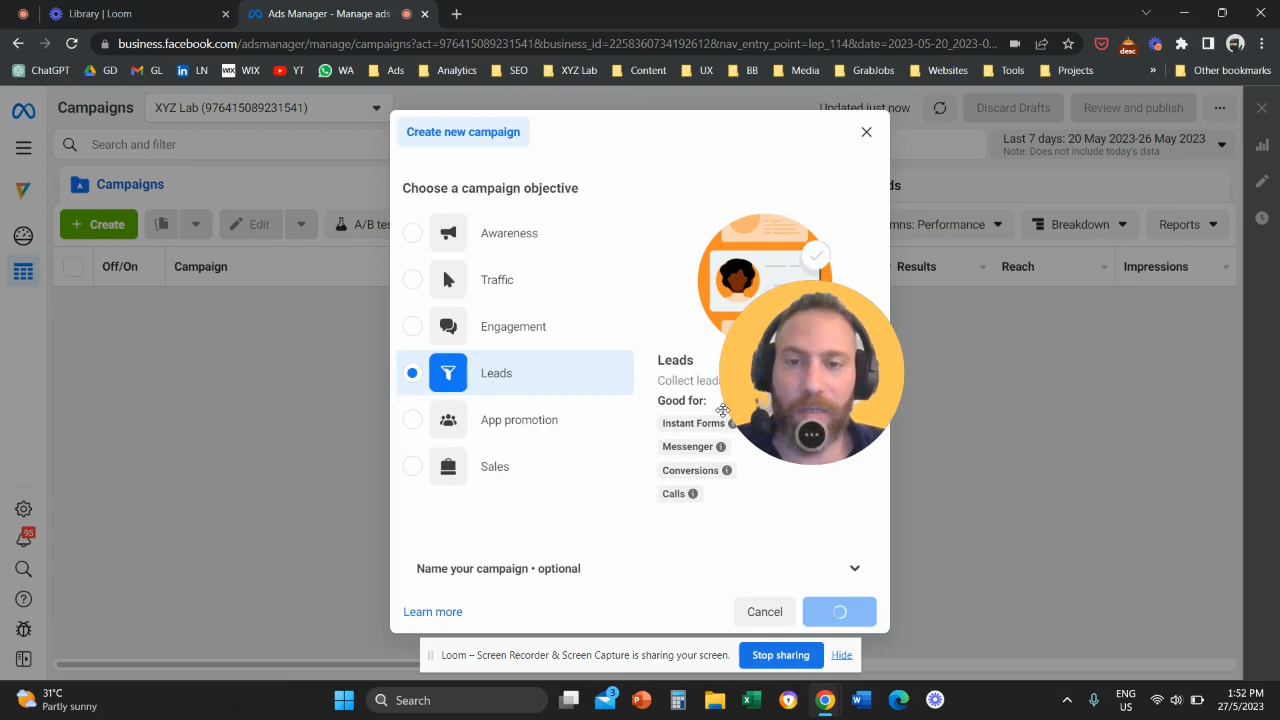 Library | Loom
Ads Manager - Manage ads
business.facebook.com/adsmanager/manage/campaigns?act=976415089231541&business_id=2258360734192612&nav_entry_point=lep_114&date=2023-05-20_2023-0...
desc
ChatGPT GD GL LN WIX YT WA Ads Analytics SEO XYZ Lab Content UX BB Media GrabJobs Websites Tools Projects » Other bookmarks
Campaigns
XYZ Lab (976415089231541)
Updated just now
Discard Drafts
Review and publish
Create new campaign
Search and filter
Last 7 days: 20 May 2023-26 May 2023
Note: Does not include today's data
Campaigns
ds
Choose a campaign objective
+ Create
Edit
A/B tes
mns: Performance
Breakdown
Reports
Off/On
Campaign
Results
Reach
Impressions
Awareness
Traffic
Engagement
Leads
App promotion
Sales
Leads
Collect lead
Good for:
Instant Forms
Messenger
Conversions
Calls
95
Name your campaign • optional
Learn more
Cancel
Loom – Screen Recorder & Screen Capture is sharing your screen.
Stop sharing
Hide
31°C
Partly sunny
Search
3
ENG
US
1:52 PM
27/5/2023